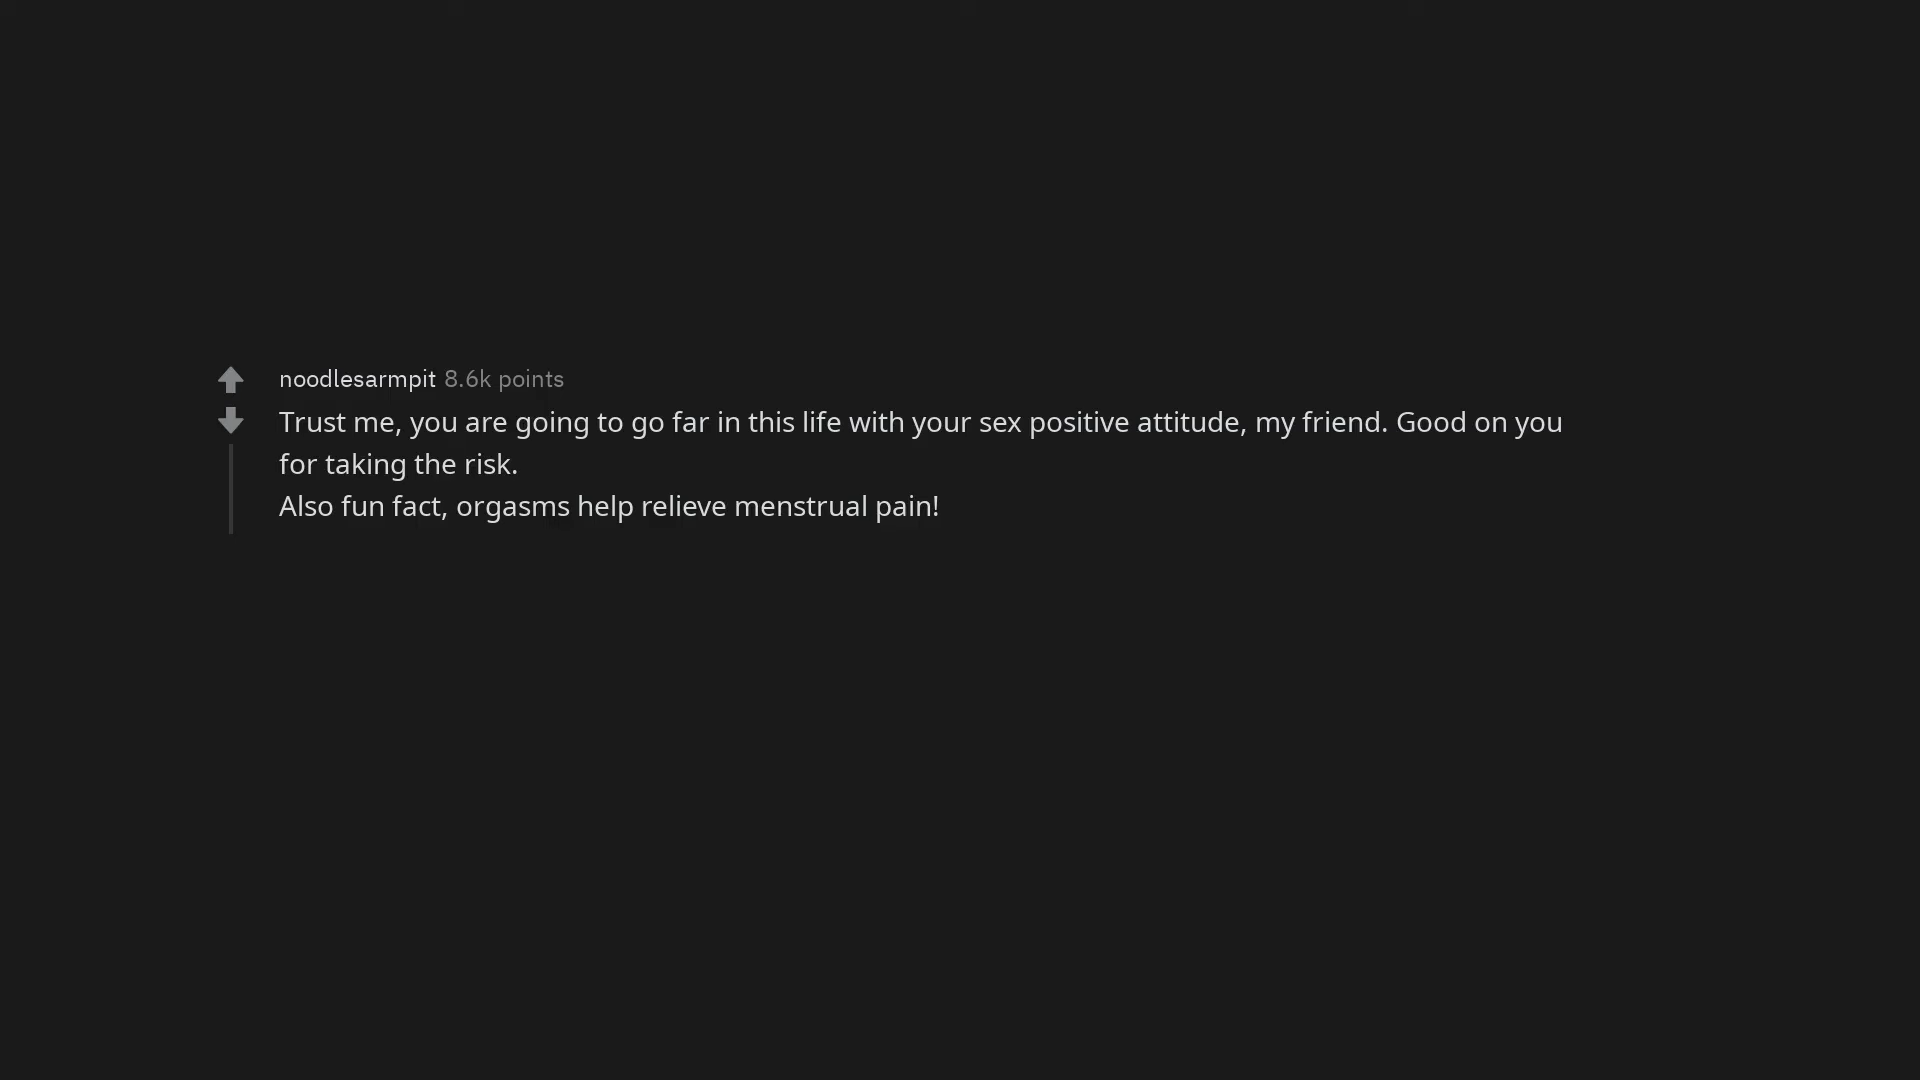 noodlesarmpit 8.6k points
Trust me, you are going to go far in this life with your sex positive attitude, my friend. Good on you
for taking the risk.
Also fun fact, orgasms help relieve menstrual pain!